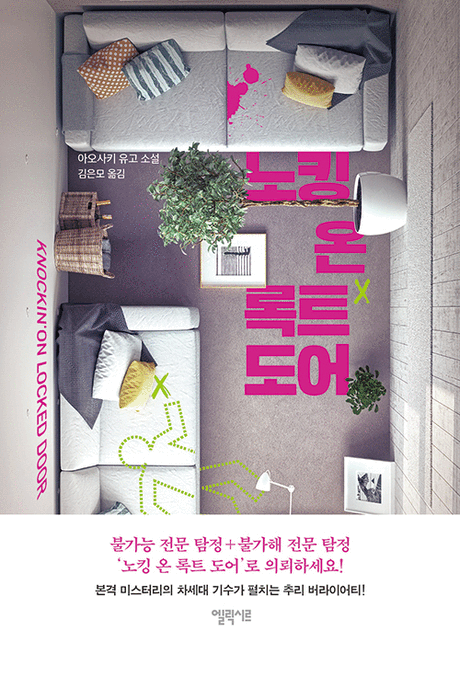 아오사키 유고 소설
김은모 옮김
노킹
온
록트
도어
KNOCKIN' ON LOCKED DOOR
불가능 전문 탐정+불가해 전문 탐정
‘노킹 온 록트 도어’로 의뢰하세요!
본격 미스터리의 차세대 기수가 펼치는 추리 버라이어티!
엘릭시르